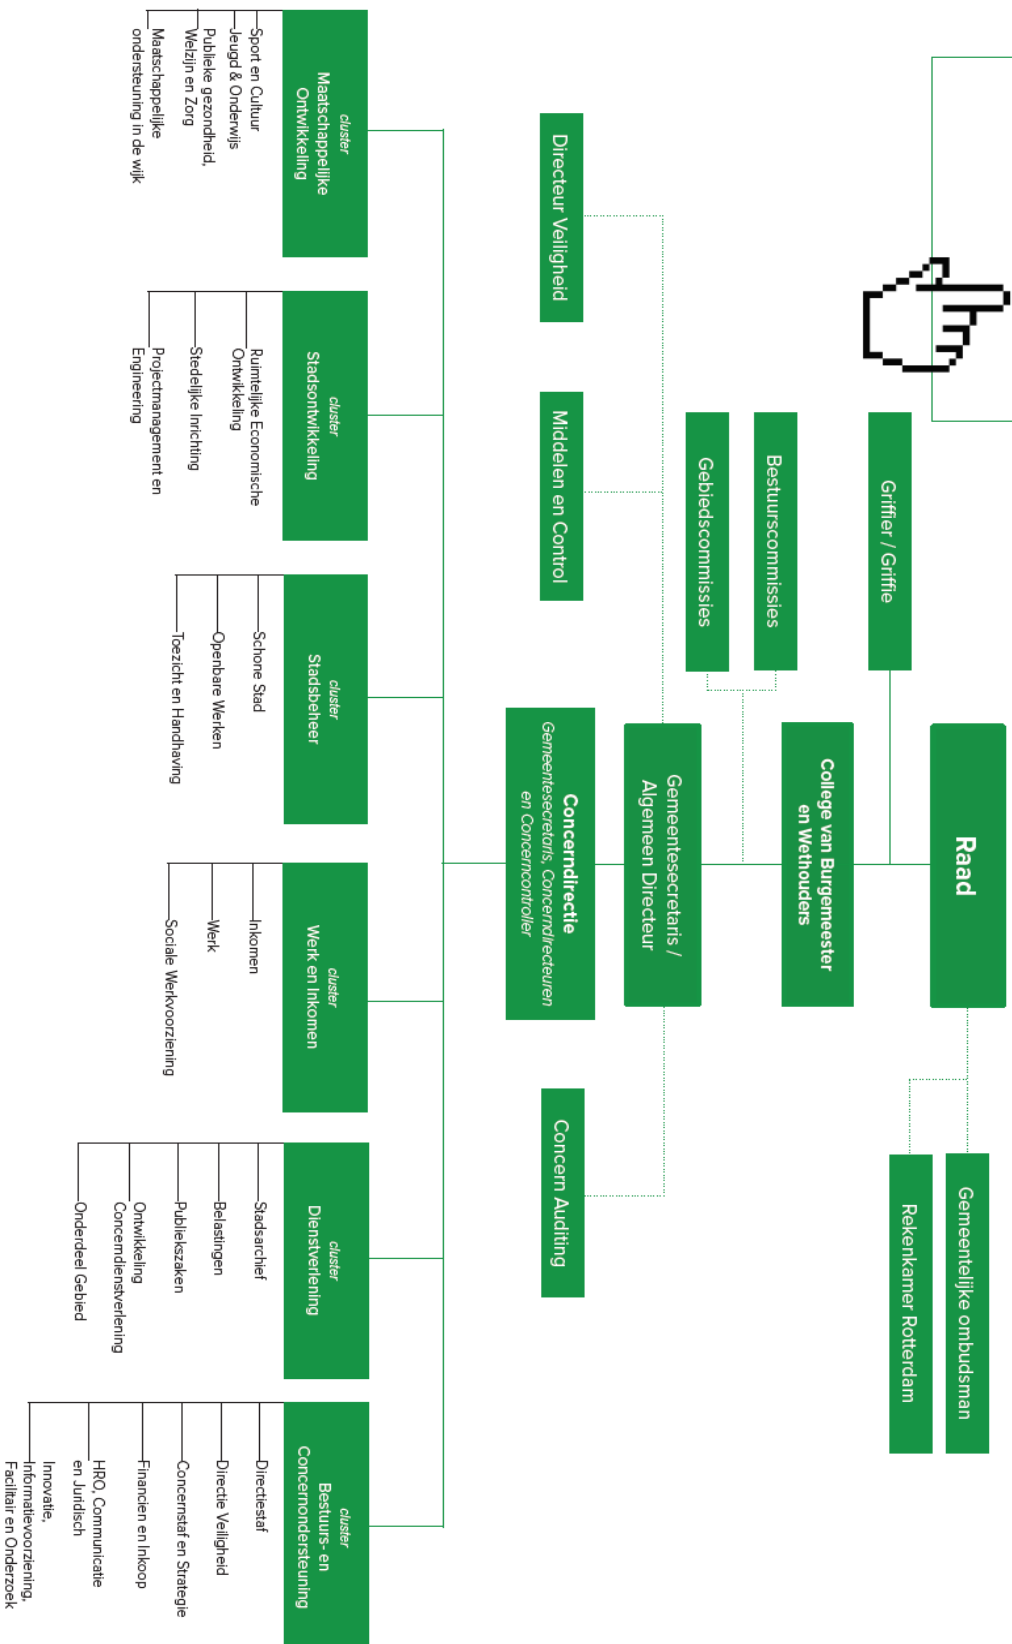 Raad
Gemeentelijke ombudsman
Rekenkamer Rotterdam
Griffier / Griffie
College van Burgemeester
en Wethouders
Bestuurscommissies
Gebiedscommissies
Gemeentesecretaris /
Algemeen Directeur
Directeur Veiligheid
Middelen en Control
Concern Auditing
Concerndirectie
Gemeentesecretaris, Concerndirecteuren
en Concerncontroller
cluster
Maatschappelijke
Ontwikkeling
Sport en Cultuur
Jeugd & Onderwijs
Publieke gezondheid,
Welzijn en Zorg
Maatschappelijke
ondersteuning in de wijk
cluster
Stadsontwikkeling
Ruimtelijke Economische
Ontwikkeling
Stedelijke Inrichting
Projectmanagement en
Engineering
cluster
Stadsbeheer
Schone Stad
Openbare Werken
Toezicht en Handhaving
cluster
Werk en Inkomen
Inkomen
Werk
Sociale Werkvoorziening
cluster
Dienstverlening
Stadsarchief
Belastingen
Publiekszaken
Ontwikkeling
Concerndienstverlening
Onderdeel Gebied
cluster
Bestuurs- en
Concernondersteuning
Directiestaf
Directie Veiligheid
Concernstaf en Strategie
Financien en Inkoop
HRO, Communicatie
en Juridisch
Innovatie,
Informatievoorziening,
Facilitair en Onderzoek